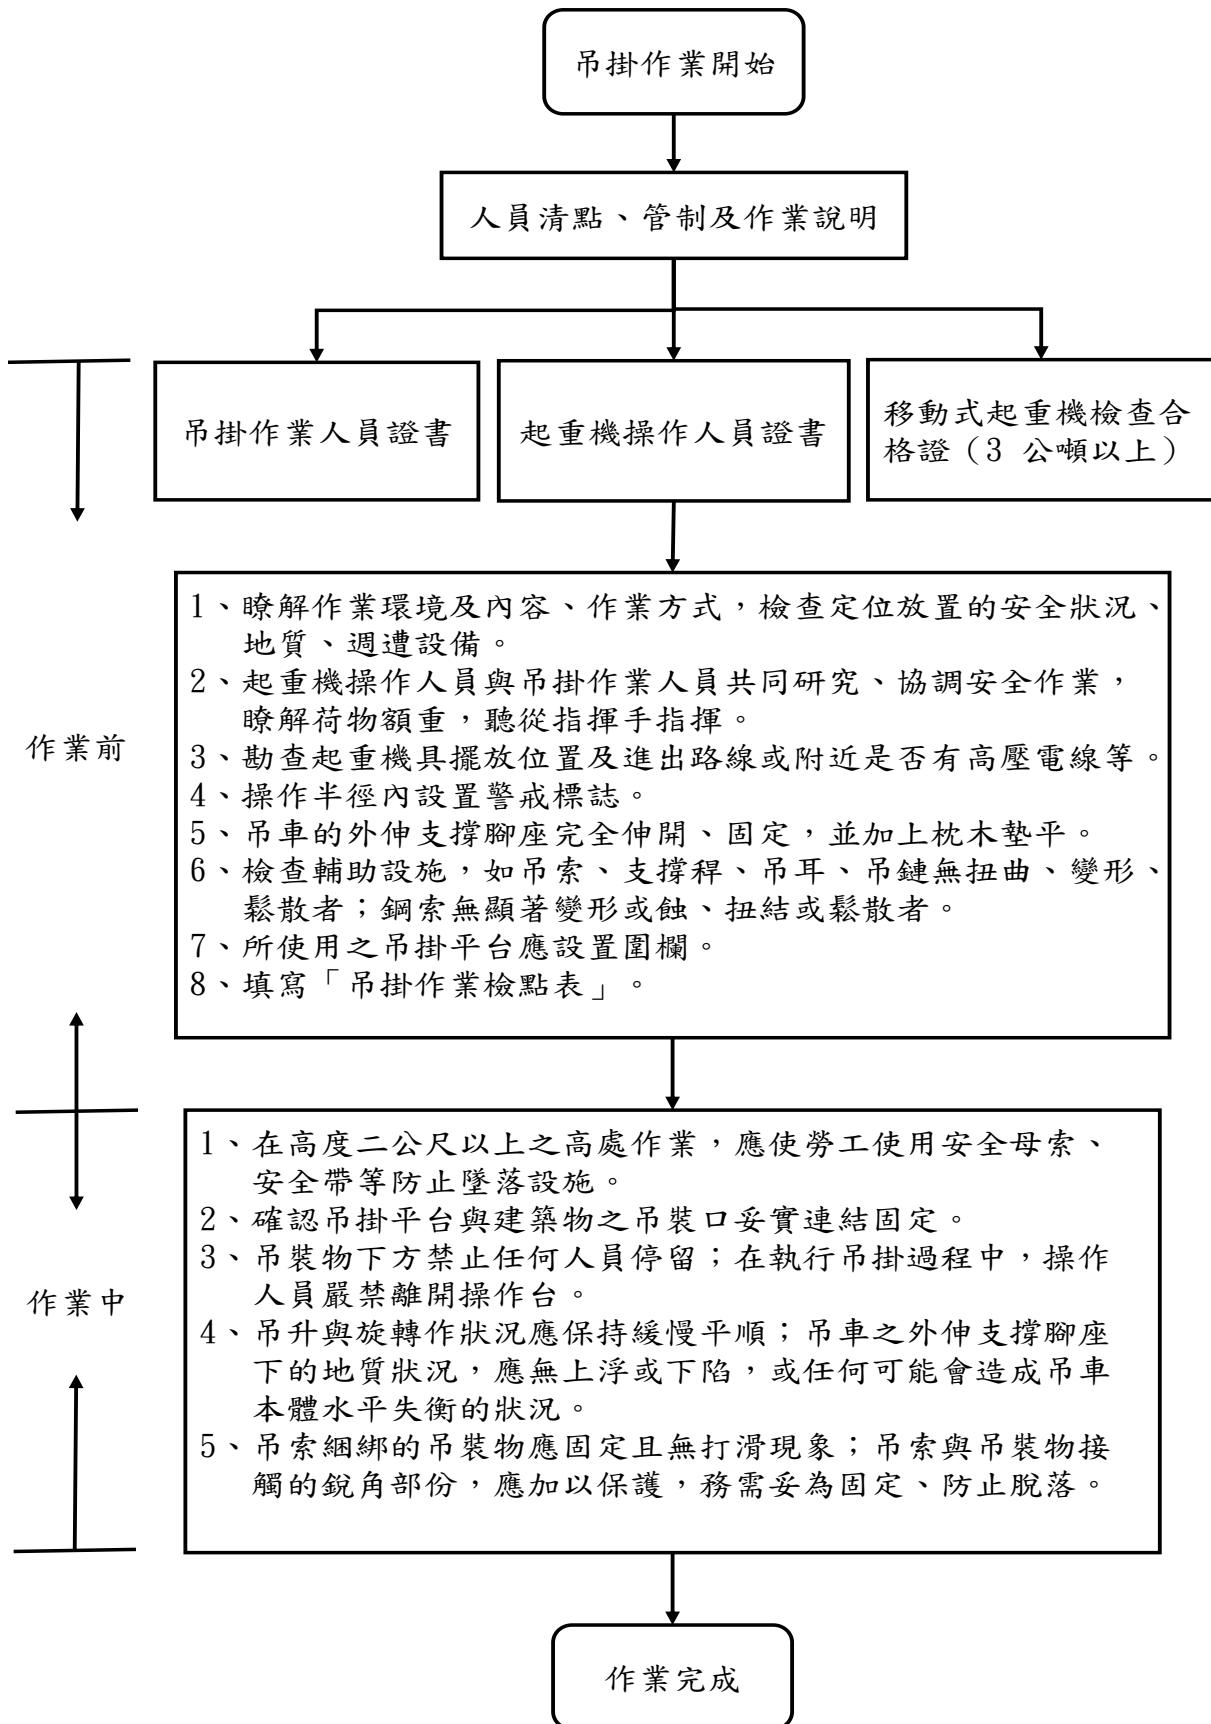 吊掛作業開始
人員清點、管制及作業說明
吊掛作業人員證書
起重機操作人員證書
移動式起重機檢查合
格證（3 公噸以上）
作業前
1、瞭解作業環境及內容、作業方式，檢查定位放置的安全狀況、
地質、週遭設備。
2、起重機操作人員與吊掛作業人員共同研究、協調安全作業，
瞭解荷物額重，聽從指揮手指揮。
3、勘查起重機具擺放位置及進出路線或附近是否有高壓電線等。
4、操作半徑內設置警戒標誌。
5、吊車的外伸支撐腳座完全伸開、固定，並加上枕木墊平。
6、檢查輔助設施，如吊索、支撐稈、吊耳、吊鏈無扭曲、變形、
鬆散者；鋼索無顯著變形或蝕、扭結或鬆散者。
7、所使用之吊掛平台應設置圍欄。
8、填寫「吊掛作業檢點表」。
作業中
1、在高度二公尺以上之高處作業，應使勞工使用安全母索、
安全帶等防止墜落設施。
2、確認吊掛平台與建築物之吊裝口妥實連結固定。
3、吊裝物下方禁止任何人員停留；在執行吊掛過程中，操作
人員嚴禁離開操作台。
4、吊升與旋轉作狀況應保持緩慢平順；吊車之外伸支撐腳座
下的地質狀況，應無上浮或下陷，或任何可能會造成吊車
本體水平失衡的狀況。
5、吊索綑綁的吊裝物應固定且無打滑現象；吊索與吊裝物接
觸的銳角部份，應加以保護，務需妥為固定、防止脫落。
作業完成